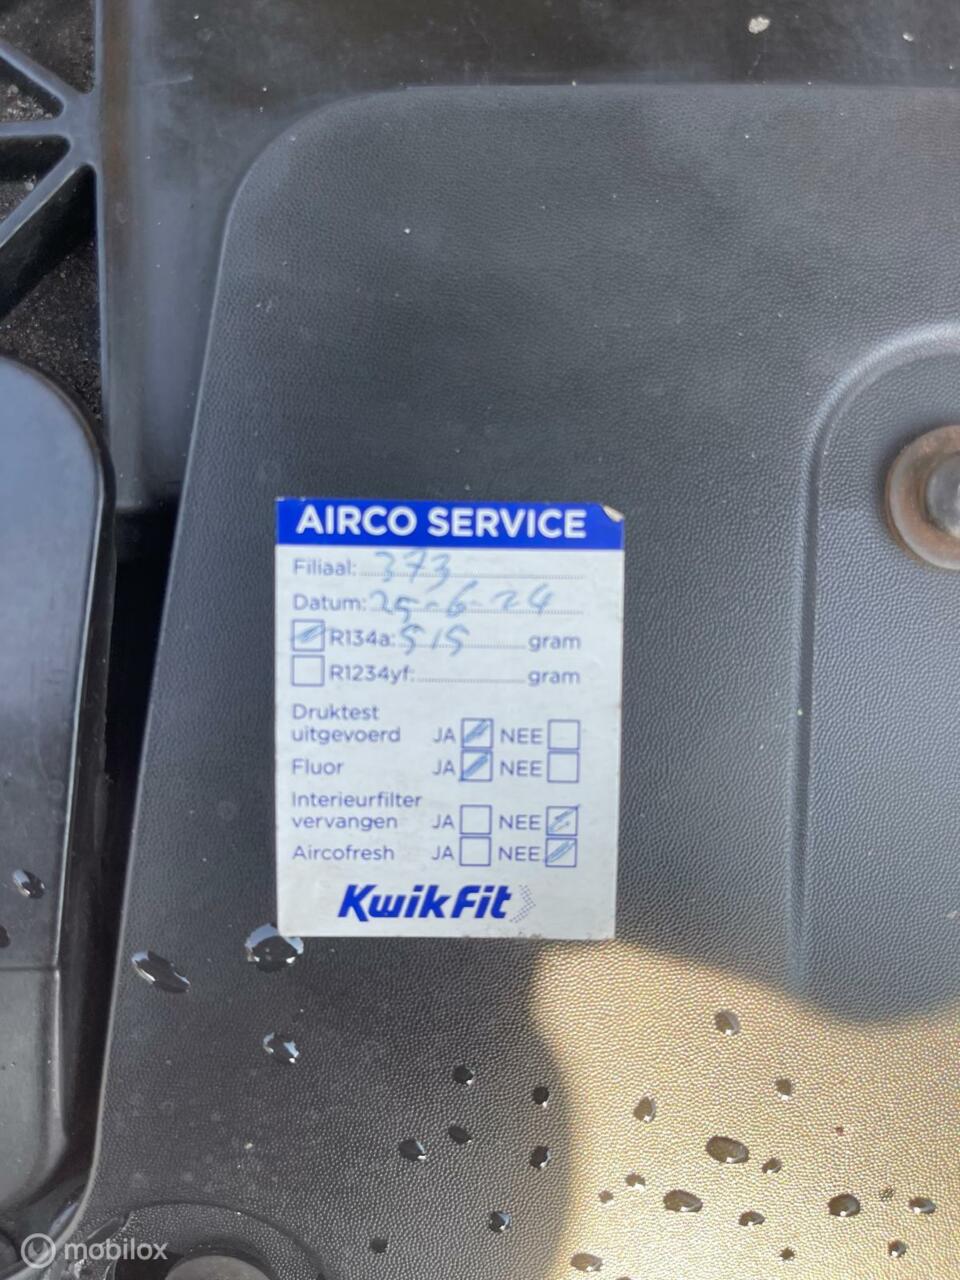 AIRCO SERVICE
Filiaal: 373
Datum: 25-6-24
R134a: 515 gram
R1234yf: gram
Druktest
uitgevoerd JA NEE
Fluor JA NEE
Interieurfilter
vervangen JA NEE
Aircofresh JA NEE
KwikFit
mobilox